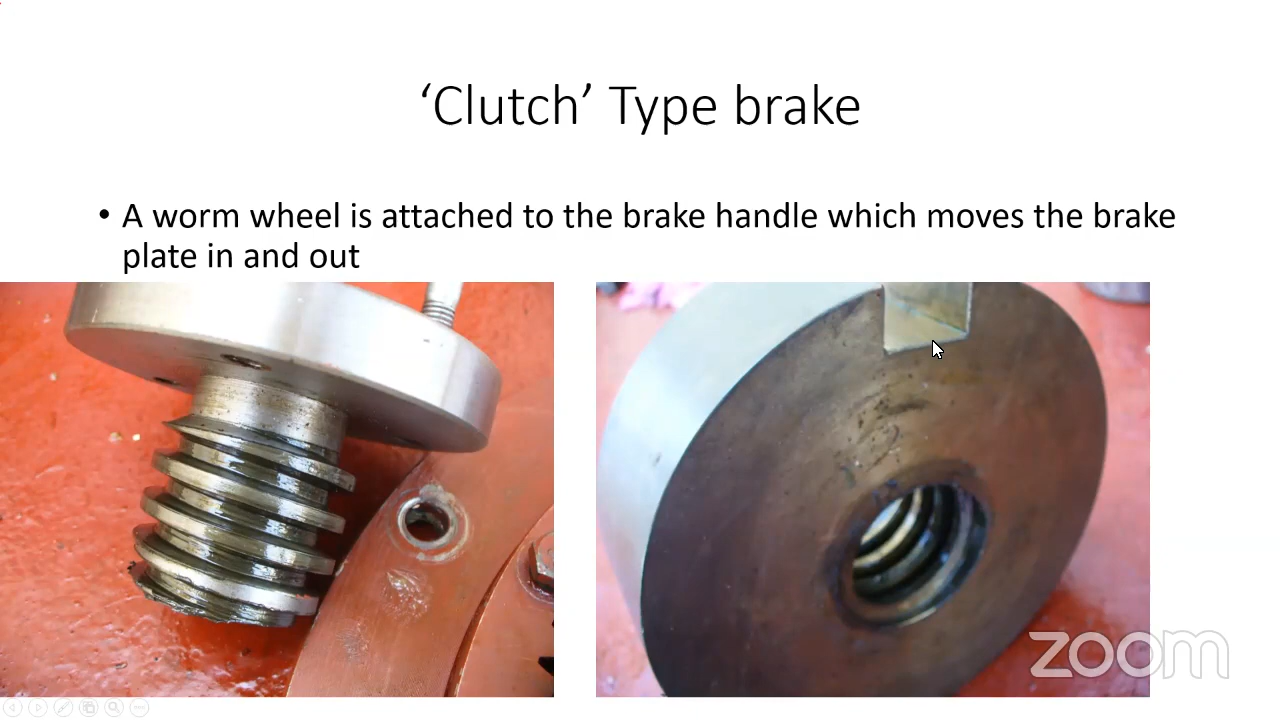 ‘Clutch’ Type brake
• A worm wheel is attached to the brake handle which moves the brake
plate in and out
zoom